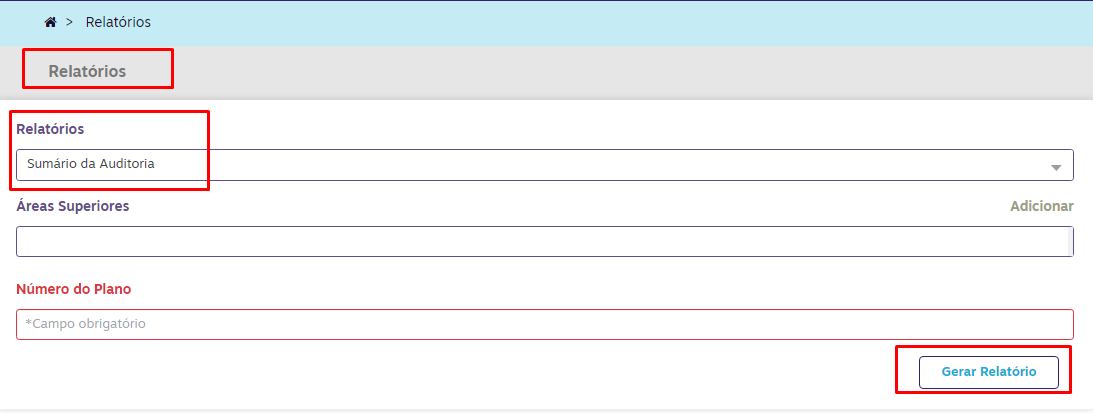 > Relatórios
Relatórios
Relatórios
Sumário da Auditoria
Áreas Superiores Adicionar
Número do Plano
*Campo obrigatório
Gerar Relatório